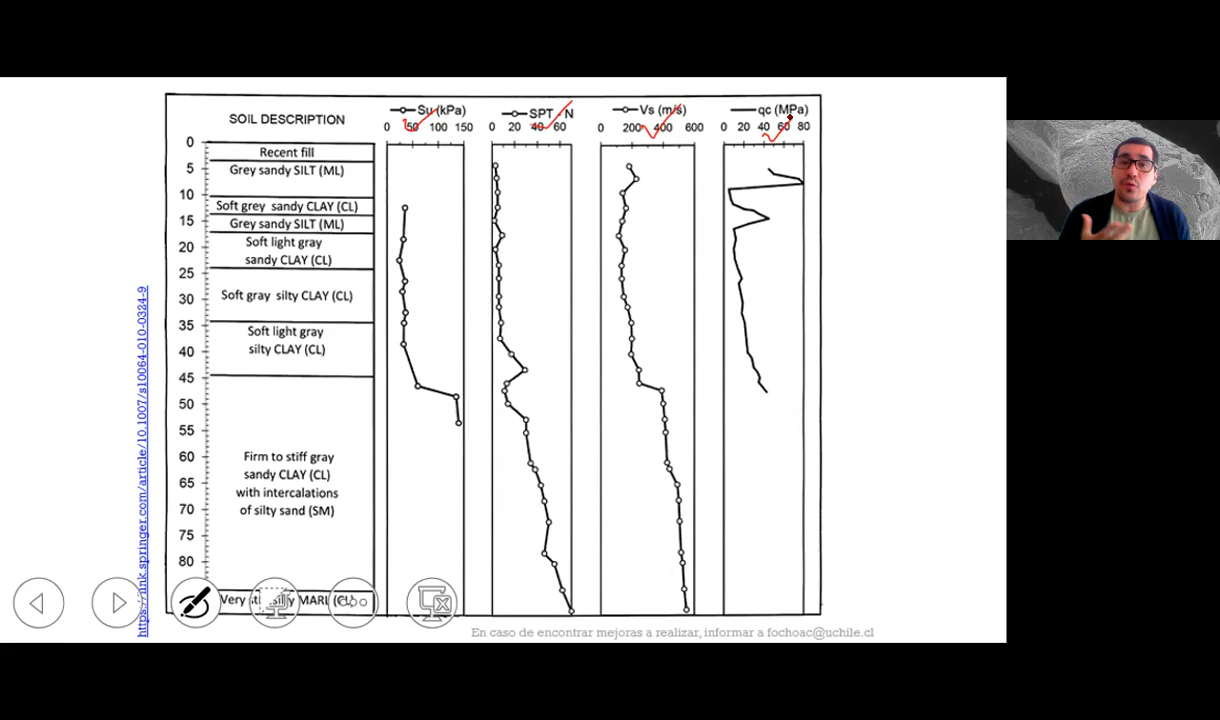 SOIL DESCRIPTION
Su (kPa)
0 50 100 150
SPT - N
0 20 40 60
Vs (m/s)
0 200 400 600
qc (MPa)
0 20 40 60 80
0
5
10
15
20
25
30
35
40
45
50
55
60
65
70
75
80
Recent fill
Grey sandy SILT (ML)
Soft grey sandy CLAY (CL)
Grey sandy SILT (ML)
Soft light gray
sandy CLAY (CL)
Soft gray silty CLAY (CL)
Soft light gray
silty CLAY (CL)
Firm to stiff gray
sandy CLAY (CL)
with intercalations
of silty sand (SM)
Very MARL
https://link.springer.com/article/10.1007/s10064-010-0324-9
En caso de encontrar mejoras a realizar, informar a fochoac@uchile.cl